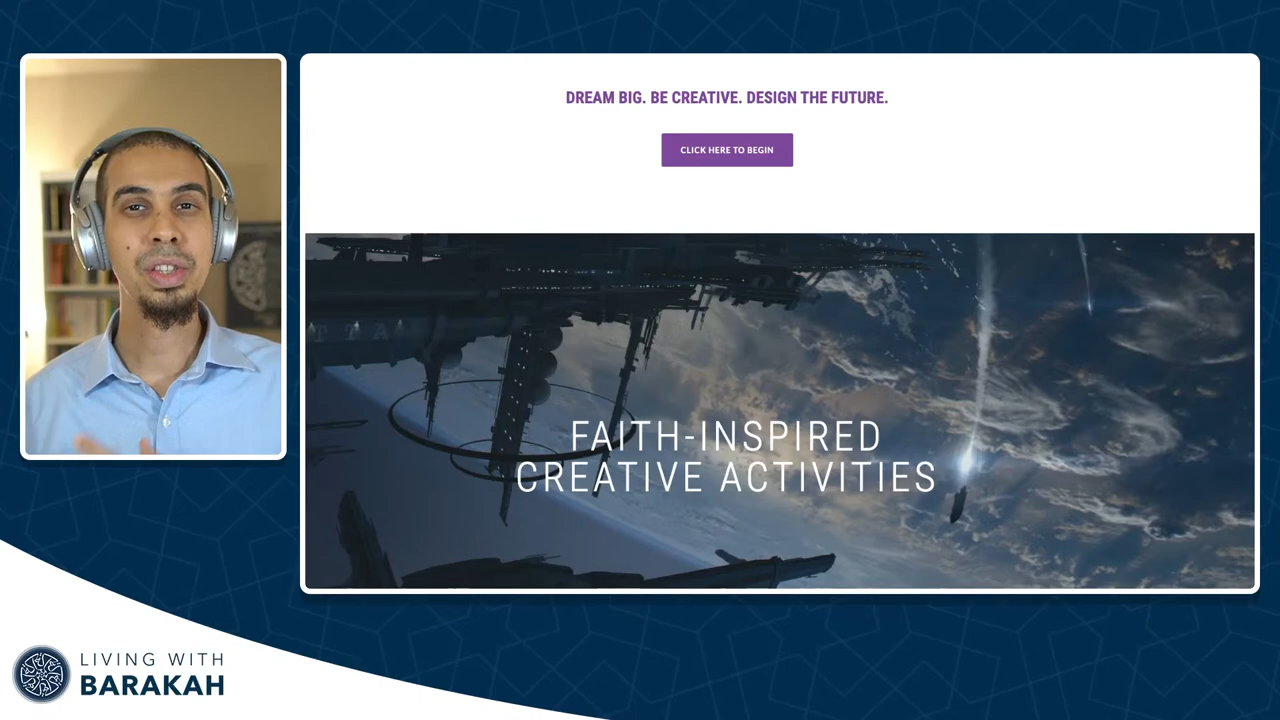 DREAM BIG. BE CREATIVE. DESIGN THE FUTURE.
CLICK HERE TO BEGIN
FAITH-INSPIRED
CREATIVE ACTIVITIES
LIVING WITH
BARAKAH